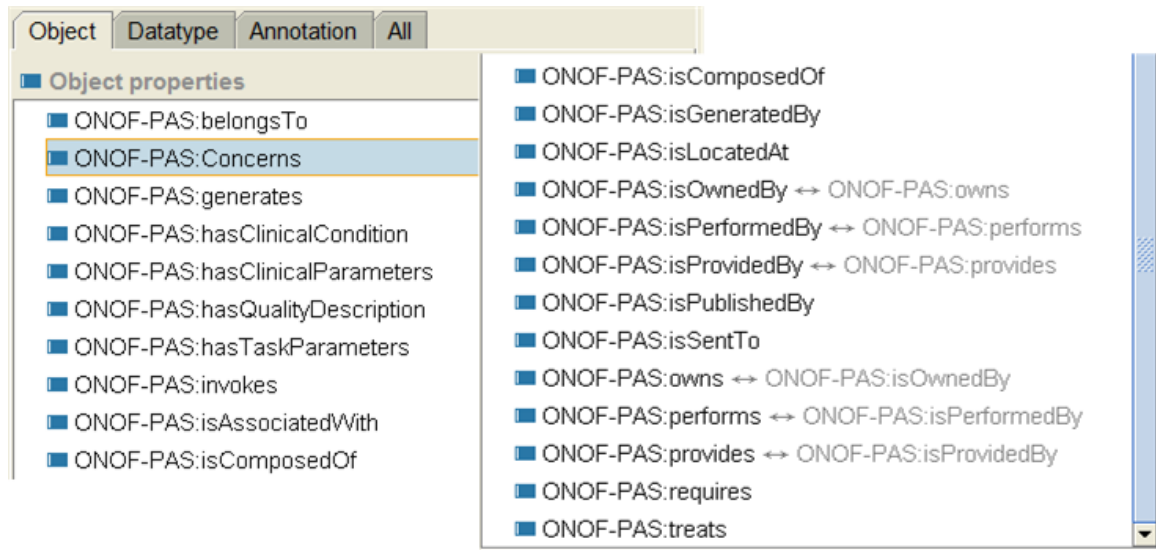 Object Datatype Annotation All
Object properties
ONOF-PAS:belongsTo
ONOF-PAS:Concerns
ONOF-PAS:generates
ONOF-PAS:hasClinicalCondition
ONOF-PAS:hasClinicalParameters
ONOF-PAS:hasQualityDescription
ONOF-PAS:hasTaskParameters
ONOF-PAS:invokes
ONOF-PAS:isAssociatedWith
ONOF-PAS:isComposedOf
ONOF-PAS:isComposedOf
ONOF-PAS:isGeneratedBy
ONOF-PAS:isLocatedAt
ONOF-PAS:isOwnedBy ↔ ONOF-PAS:owns
ONOF-PAS:isPerformedBy ↔ ONOF-PAS:performs
ONOF-PAS:isProvidedBy ↔ ONOF-PAS:provides
ONOF-PAS:isPublishedBy
ONOF-PAS:isSentTo
ONOF-PAS:owns ↔ ONOF-PAS:isOwnedBy
ONOF-PAS:performs ↔ ONOF-PAS:isPerformedBy
ONOF-PAS:provides ↔ ONOF-PAS:isProvidedBy
ONOF-PAS:requires
ONOF-PAS:treats